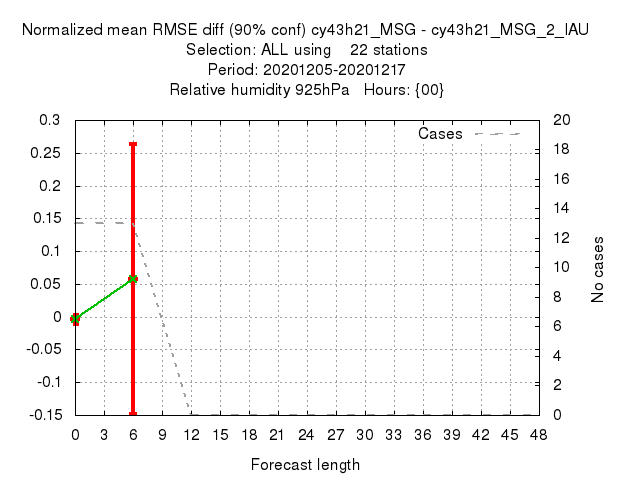 Normalized mean RMSE diff (90% conf) cy43h21_MSG - cy43h21_MSG_2_IAU
Selection: ALL using    22 stations
Period: 20201205-20201217
Relative humidity 925hPa   Hours: {00}
Cases
0.3
0.25
0.2
0.15
0.1
0.05
0
-0.05
-0.1
-0.15
20
18
16
14
12
10
8
6
4
2
0
No cases
0 3 6 9 12 15 18 21 24 27 30 33 36 39 42 45 48
Forecast length